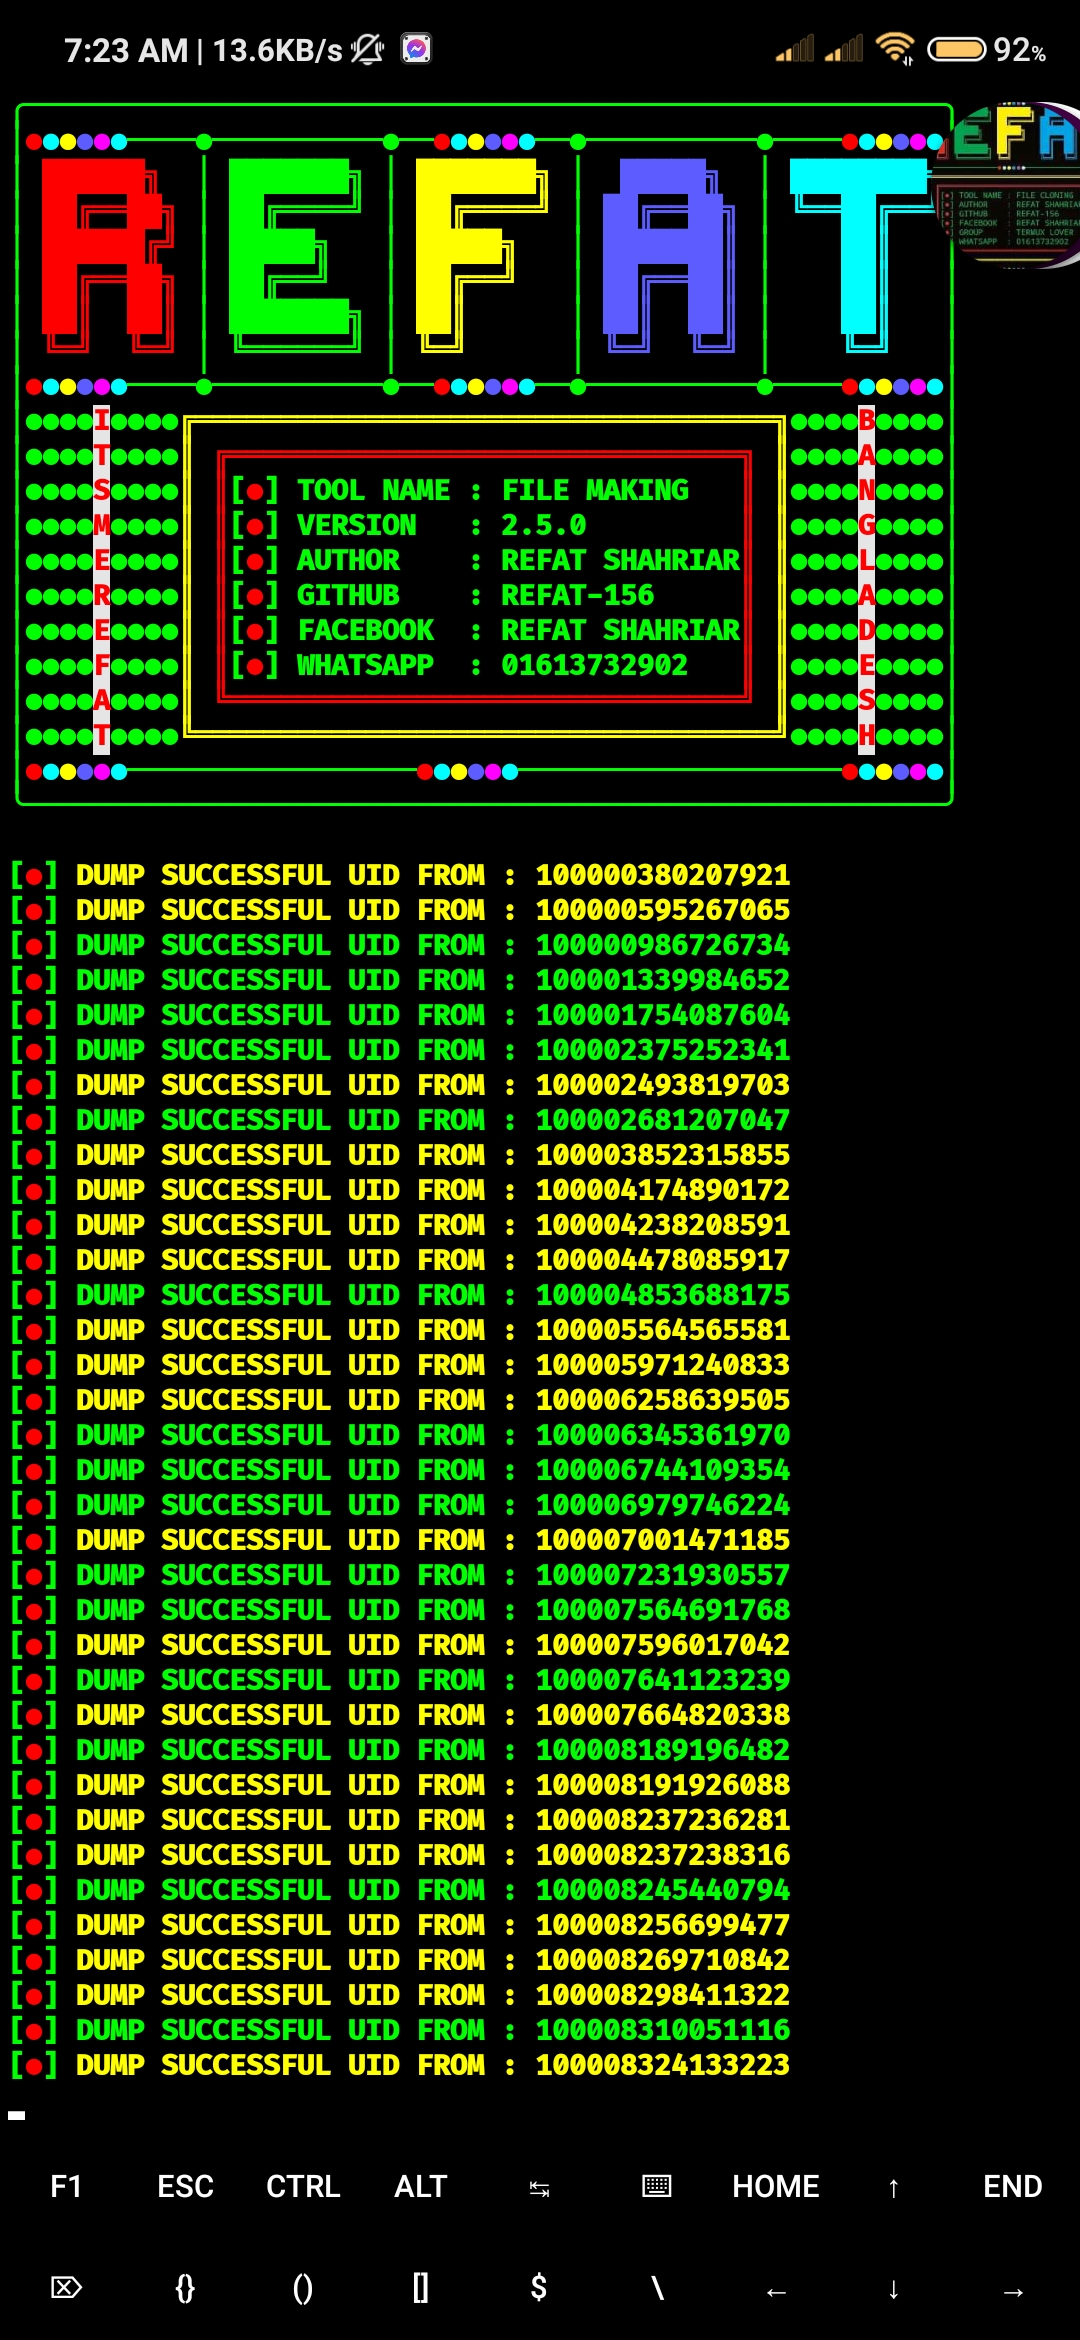 7:23 AM | 13.6KB/s 92%
REFAT
EFA
TOOL NAME : FILE CLONING
AUTHOR : REFAT SHAHRIAR
GITHUB : REFAT-156
FACEBOOK : REFAT SHAHRIAR
GROUP : TERMUX LOVER
WHATSAPP : 01613732902
ITSMEREFAT
[●] TOOL NAME : FILE MAKING
[●] VERSION : 2.5.0
[●] AUTHOR : REFAT SHAHRIAR
[●] GITHUB : REFAT-156
[●] FACEBOOK : REFAT SHAHRIAR
[●] WHATSAPP : 01613732902
BANGLADESH
[●] DUMP SUCCESSFUL UID FROM : 100000380207921
[●] DUMP SUCCESSFUL UID FROM : 100000595267065
[●] DUMP SUCCESSFUL UID FROM : 100000986726734
[●] DUMP SUCCESSFUL UID FROM : 100001339984652
[●] DUMP SUCCESSFUL UID FROM : 100001754087604
[●] DUMP SUCCESSFUL UID FROM : 100002375252341
[●] DUMP SUCCESSFUL UID FROM : 100002493819703
[●] DUMP SUCCESSFUL UID FROM : 100002681207047
[●] DUMP SUCCESSFUL UID FROM : 100003852315855
[●] DUMP SUCCESSFUL UID FROM : 100004174890172
[●] DUMP SUCCESSFUL UID FROM : 100004238208591
[●] DUMP SUCCESSFUL UID FROM : 100004478085917
[●] DUMP SUCCESSFUL UID FROM : 100004853688175
[●] DUMP SUCCESSFUL UID FROM : 100005564565581
[●] DUMP SUCCESSFUL UID FROM : 100005971240833
[●] DUMP SUCCESSFUL UID FROM : 100006258639505
[●] DUMP SUCCESSFUL UID FROM : 100006345361970
[●] DUMP SUCCESSFUL UID FROM : 100006744109354
[●] DUMP SUCCESSFUL UID FROM : 100006979746224
[●] DUMP SUCCESSFUL UID FROM : 100007001471185
[●] DUMP SUCCESSFUL UID FROM : 100007231930557
[●] DUMP SUCCESSFUL UID FROM : 100007564691768
[●] DUMP SUCCESSFUL UID FROM : 100007596017042
[●] DUMP SUCCESSFUL UID FROM : 100007641123239
[●] DUMP SUCCESSFUL UID FROM : 100007664820338
[●] DUMP SUCCESSFUL UID FROM : 100008189196482
[●] DUMP SUCCESSFUL UID FROM : 100008191926088
[●] DUMP SUCCESSFUL UID FROM : 100008237236281
[●] DUMP SUCCESSFUL UID FROM : 100008237238316
[●] DUMP SUCCESSFUL UID FROM : 100008245440794
[●] DUMP SUCCESSFUL UID FROM : 100008256699477
[●] DUMP SUCCESSFUL UID FROM : 100008269710842
[●] DUMP SUCCESSFUL UID FROM : 100008298411322
[●] DUMP SUCCESSFUL UID FROM : 100008310051116
[●] DUMP SUCCESSFUL UID FROM : 100008324133223
F1 ESC CTRL ALT ↹ HOME ↑ END
⌦ {} () [] $ \ ← ↓ →